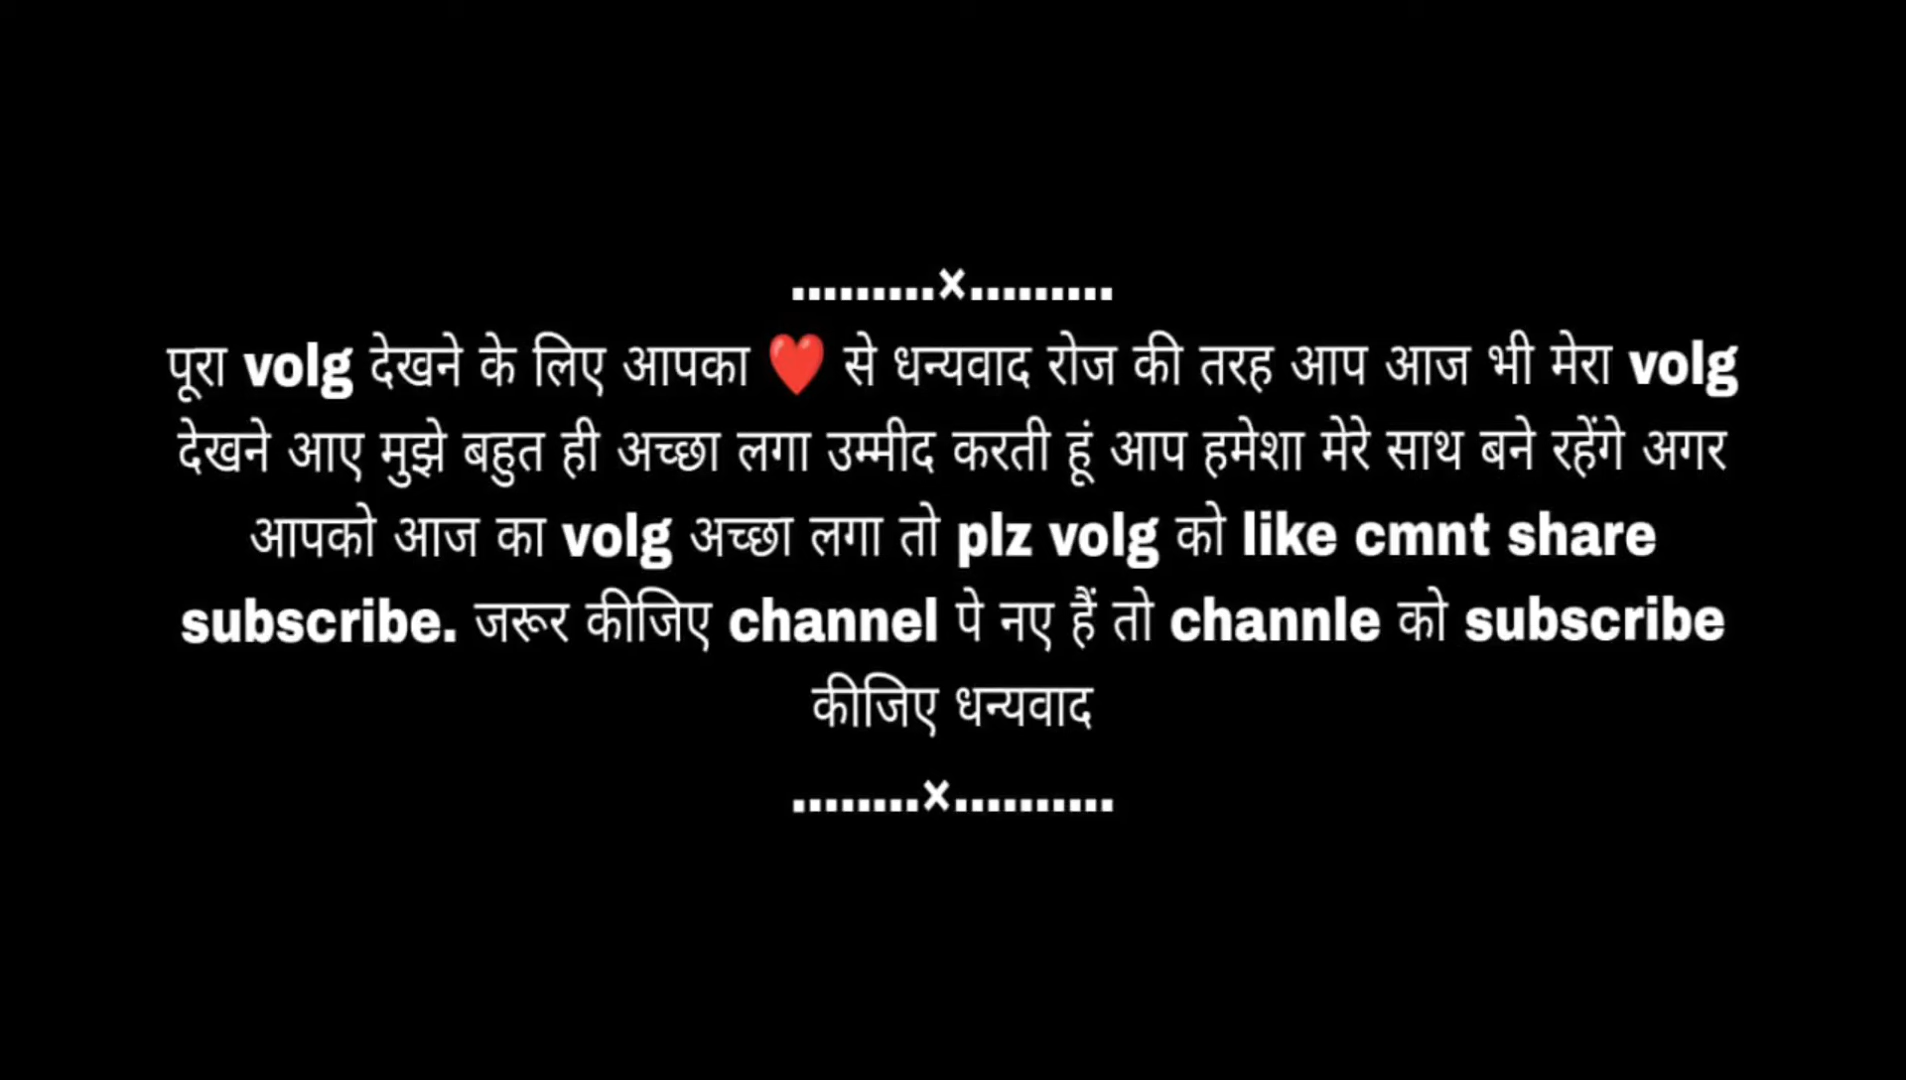 .........×.........
पूरा volg देखने के लिए आपका ❤️ से धन्यवाद रोज की तरह आप आज भी मेरा volg
देखने आए मुझे बहुत ही अच्छा लगा उम्मीद करती हूं आप हमेशा मेरे साथ बने रहेंगे अगर
आपको आज का volg अच्छा लगा तो plz volg को like cmnt share
subscribe. जरूर कीजिए channel पे नए हैं तो channle को subscribe
कीजिए धन्यवाद
........×..........